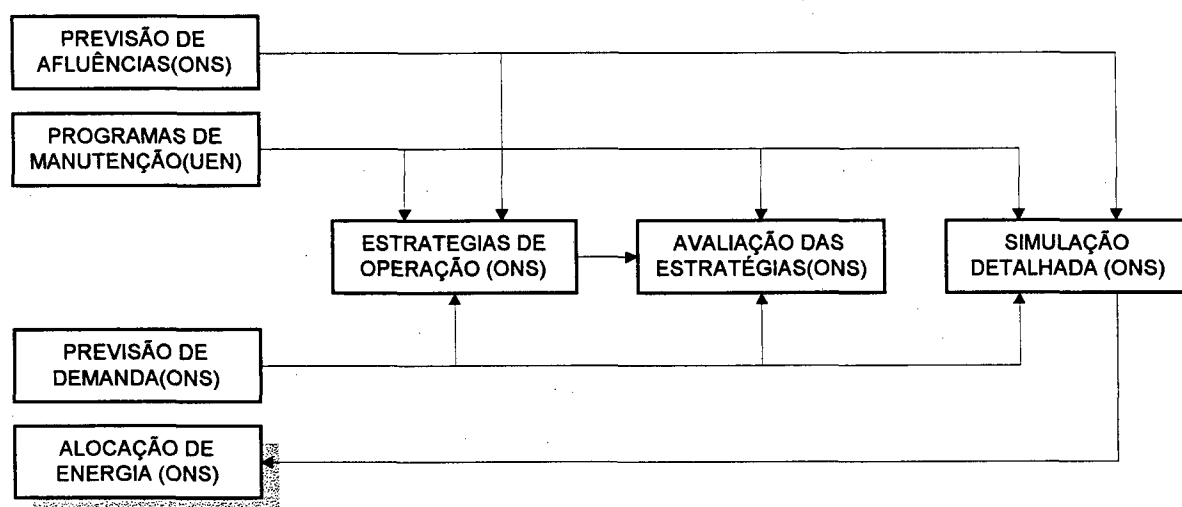 PREVISÃO DE
AFLUÊNCIAS(ONS)
PROGRAMAS DE
MANUTENÇÃO(UEN)
ESTRATEGIAS DE
OPERAÇÃO (ONS)
AVALIAÇÃO DAS
ESTRATÉGIAS(ONS)
SIMULAÇÃO
DETALHADA (ONS)
PREVISÃO DE
DEMANDA(ONS)
ALOCAÇÃO DE
ENERGIA (ONS)